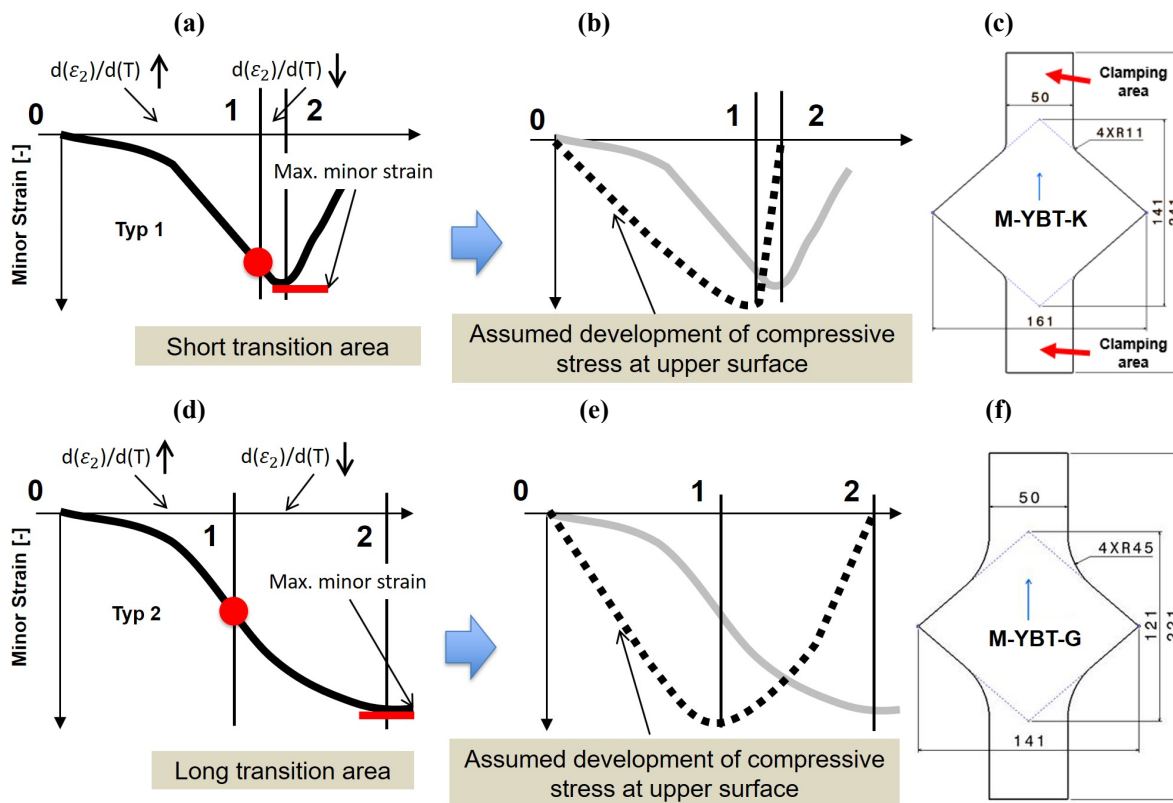 (a)
(b)
(c)
d(ε₂)/d(T)
d(ε₂)/d(T)
0
1
2
Minor Strain [-]
Max. minor strain
Typ 1
Short transition area
0
1
2
Assumed development of compressive
stress at upper surface
Clamping
area
50
4XR11
M-YBT-K
141
161
Clamping
area
(d)
(e)
(f)
d(ε₂)/d(T)
d(ε₂)/d(T)
0
1
2
Minor Strain [-]
Max. minor strain
Typ 2
Long transition area
0
1
2
Assumed development of compressive
stress at upper surface
50
4XR45
M-YBT-G
121
141